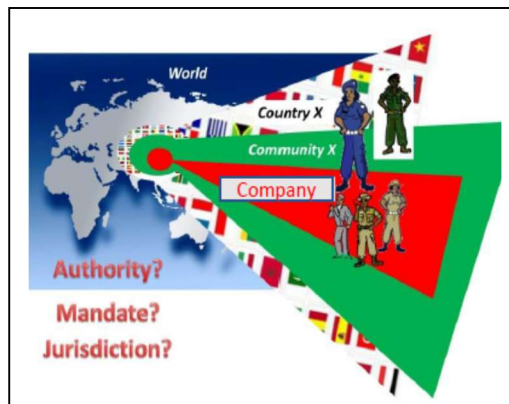 World
Country X
Community X
Company
Authority?
Mandate?
Jurisdiction?